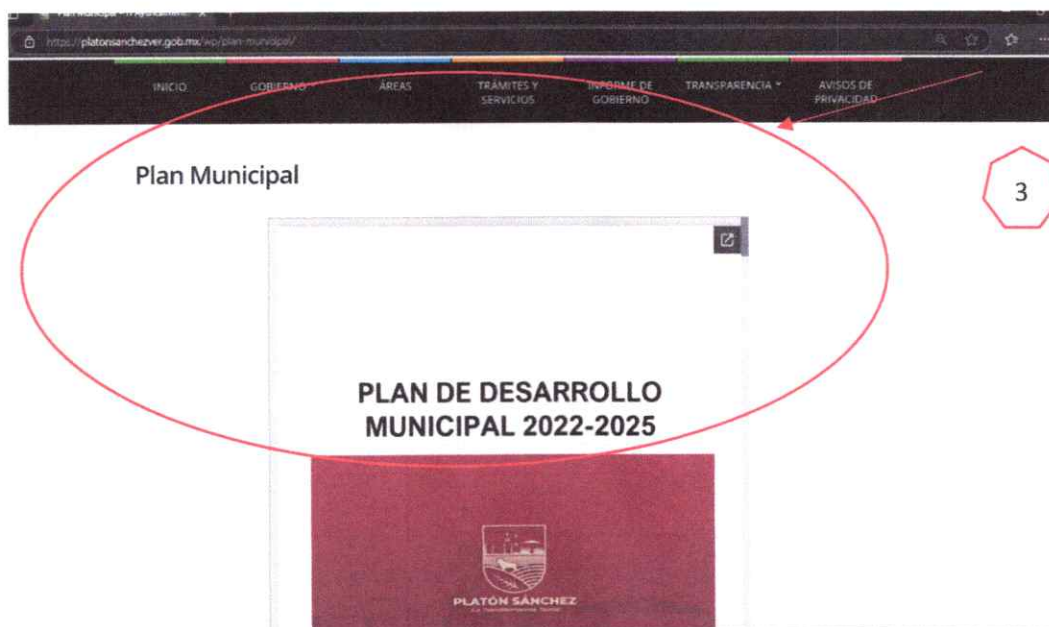 https://platonsanchezver.gob.mx/wp/plan-municipal/
INICIO
GOBIERNO
ÁREAS
TRÁMITES Y
SERVICIOS
INFORME DE
GOBIERNO
TRANSPARENCIA
AVISOS DE
PRIVACIDAD
Plan Municipal
3
PLAN DE DESARROLLO
MUNICIPAL 2022-2025
PLATÓN SÁNCHEZ